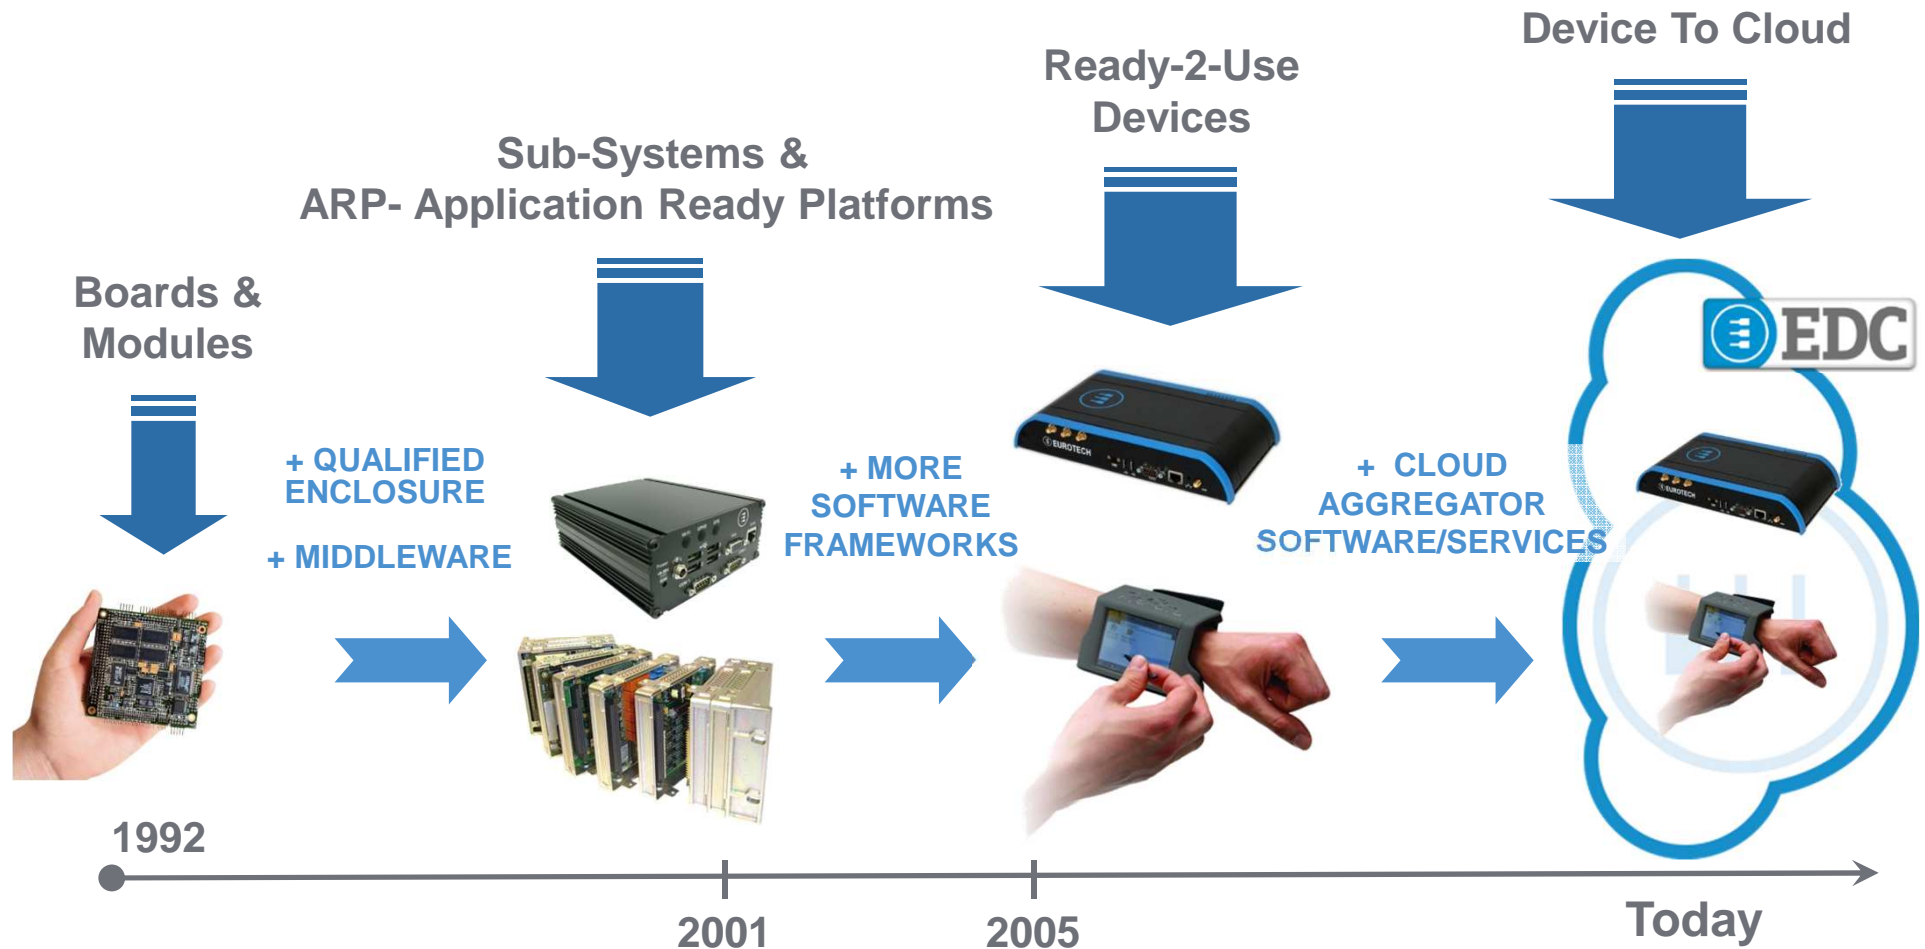 Device To Cloud
Ready-2-Use
Devices
Sub-Systems &
ARP- Application Ready Platforms
Boards &
Modules
EDC
+ QUALIFIED
ENCLOSURE
+ MIDDLEWARE
+ MORE
SOFTWARE
FRAMEWORKS
EUROTECH
+ CLOUD
AGGREGATOR
SOFTWARE/SERVICES
EUROTECH
1992
2001
2005
Today